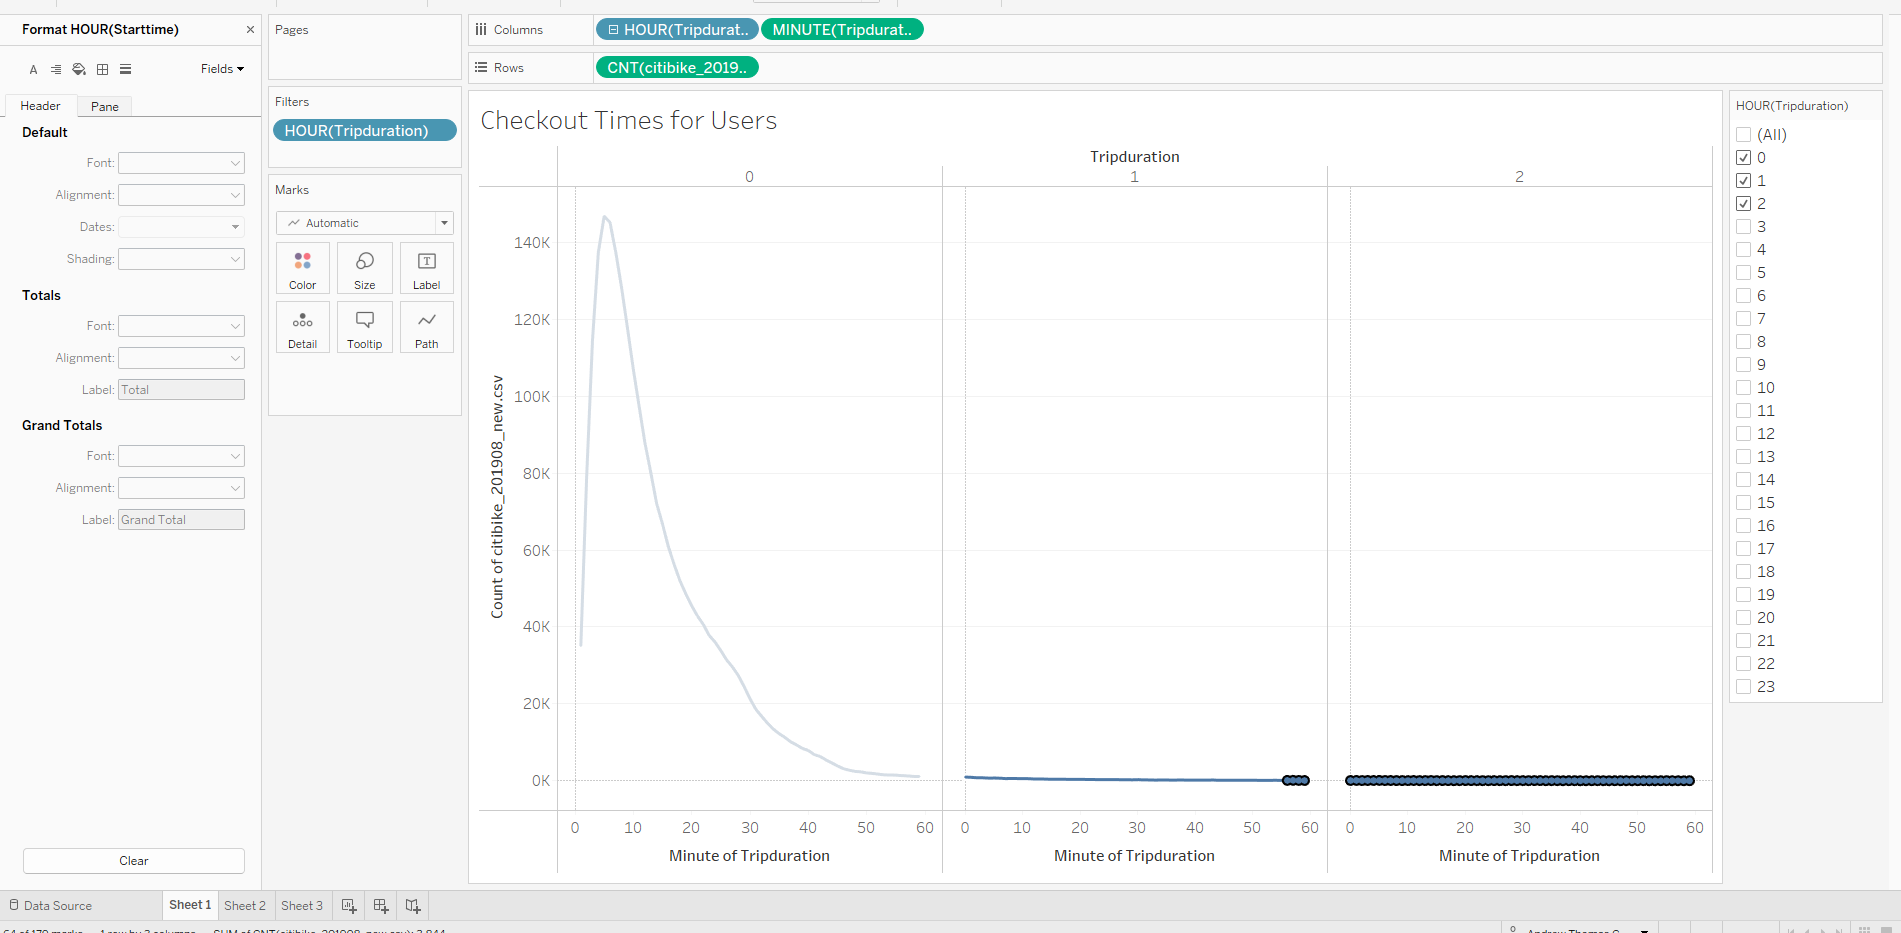 Format HOUR(Starttime)
Fields
Header
Pane
Default
Font:
Alignment:
Dates:
Shading:
Totals
Font:
Alignment:
Label: Total
Grand Totals
Font:
Alignment:
Label: Grand Total
Clear
Pages
Filters
HOUR(Tripduration)
Marks
Automatic
Color
Size
Label
Detail
Tooltip
Path
Columns
HOUR(Tripdurat..
MINUTE(Tripdurat..
Rows
CNT(citibike_2019..
Checkout Times for Users
Tripduration
0 1 2
Count of citibike_201908_new.csv
140K
120K
100K
80K
60K
40K
20K
0K
0 10 20 30 40 50 60
0 10 20 30 40 50 60
0 10 20 30 40 50 60
Minute of Tripduration
Minute of Tripduration
Minute of Tripduration
HOUR(Tripduration)
(All)
0
1
2
3
4
5
6
7
8
9
10
11
12
13
14
15
16
17
18
19
20
21
22
23
Data Source
Sheet 1
Sheet 2
Sheet 3